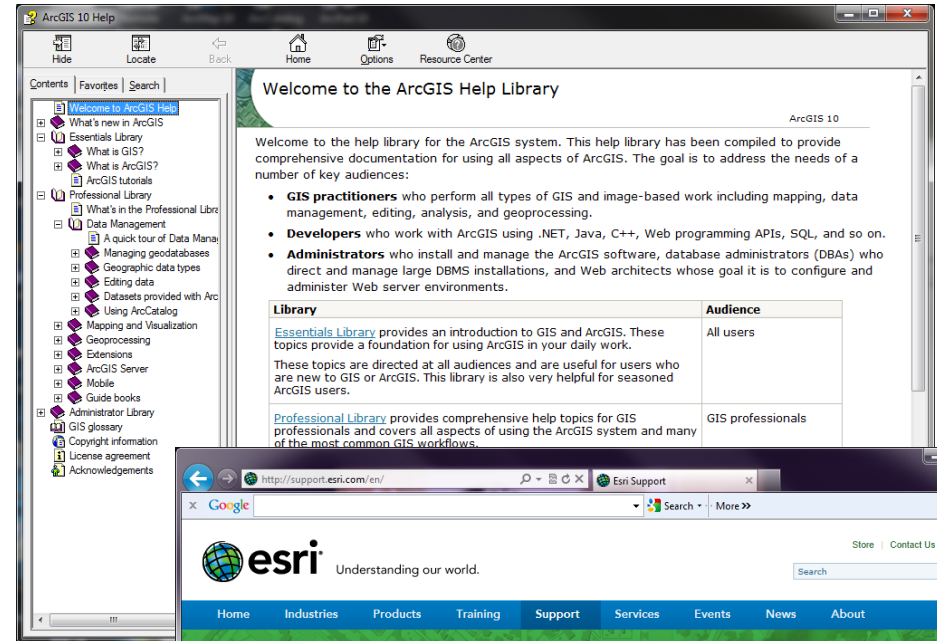 ArcGIS 10 Help
Hide
Locate
Back
Home
Options
Resource Center
Contents
Favorites
Search
Welcome to ArcGIS Help
What's new in ArcGIS
Essentials Library
What is GIS?
What is ArcGIS?
ArcGIS tutorials
Professional Library
What's in the Professional Libra
Data Management
A quick tour of Data Manag
Managing geodatabases
Geographic data types
Editing data
Datasets provided with Arc
Using ArcCatalog
Mapping and Visualization
Geoprocessing
Extensions
ArcGIS Server
Mobile
Guide books
Administrator Library
GIS glossary
Copyright information
License agreement
Acknowledgements
Welcome to the ArcGIS Help Library
ArcGIS 10
Welcome to the help library for the ArcGIS system. This help library has been compiled to provide
comprehensive documentation for using all aspects of ArcGIS. The goal is to address the needs of a
number of key audiences:
• GIS practitioners who perform all types of GIS and image-based work including mapping, data
management, editing, analysis, and geoprocessing.
• Developers who work with ArcGIS using .NET, Java, C++, Web programming APIs, SQL, and so on.
• Administrators who install and manage the ArcGIS software, database administrators (DBAs) who
direct and manage large DBMS installations, and Web architects whose goal it is to configure and
administer Web server environments.
Library
Audience
Essentials Library provides an introduction to GIS and ArcGIS. These
topics provide a foundation for using ArcGIS in your daily work.
All users
These topics are directed at all audiences and are useful for users who
are new to GIS or ArcGIS. This library is also very helpful for seasoned
ArcGIS users.
Professional Library provides comprehensive help topics for GIS
professionals and covers all aspects of using the ArcGIS system and many
of the most common GIS workflows.
GIS professionals
http://support.esri.com/en/
Esri Support
x Google
Search
More »
Store | Contact Us
esri
Understanding our world.
Search
Home
Industries
Products
Training
Support
Services
Events
News
About